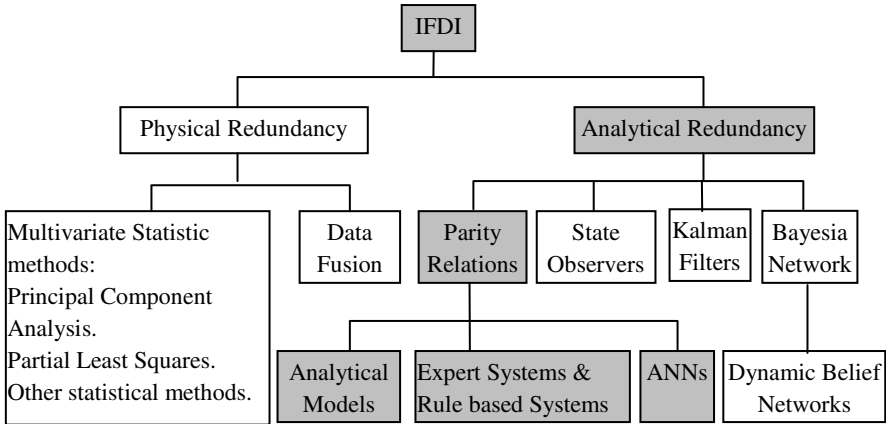 IFDI
Physical Redundancy
Analytical Redundancy
Multivariate Statistic
methods:
Principal Component
Analysis.
Partial Least Squares.
Other statistical methods.
Data
Fusion
Parity
Relations
State
Observers
Kalman
Filters
Bayesia
Network
Analytical
Models
Expert Systems &
Rule based Systems
ANNs
Dynamic Belief
Networks